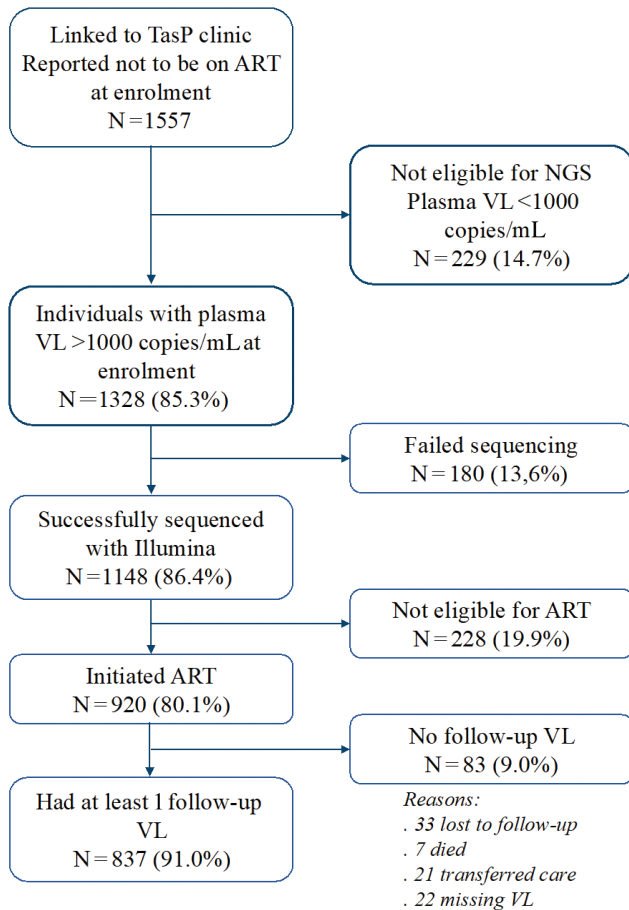 Linked to TasP clinic
Reported not to be on ART
at enrolment
N=1557
Not eligible for NGS
Plasma VL <1000
copies/mL
N=229 (14.7%)
Individuals with plasma
VL >1000 copies/mL at
enrolment
N=1328 (85.3%)
Failed sequencing
N=180 (13,6%)
Successfully sequenced
with Illumina
N=1148 (86.4%)
Not eligible for ART
N=228 (19.9%)
Initiated ART
N=920 (80.1%)
No follow-up VL
N=83 (9.0%)
Had at least 1 follow-up
VL
N=837 (91.0%)
Reasons:
. 33 lost to follow-up
. 7 died
. 21 transferred care
. 22 missing VL